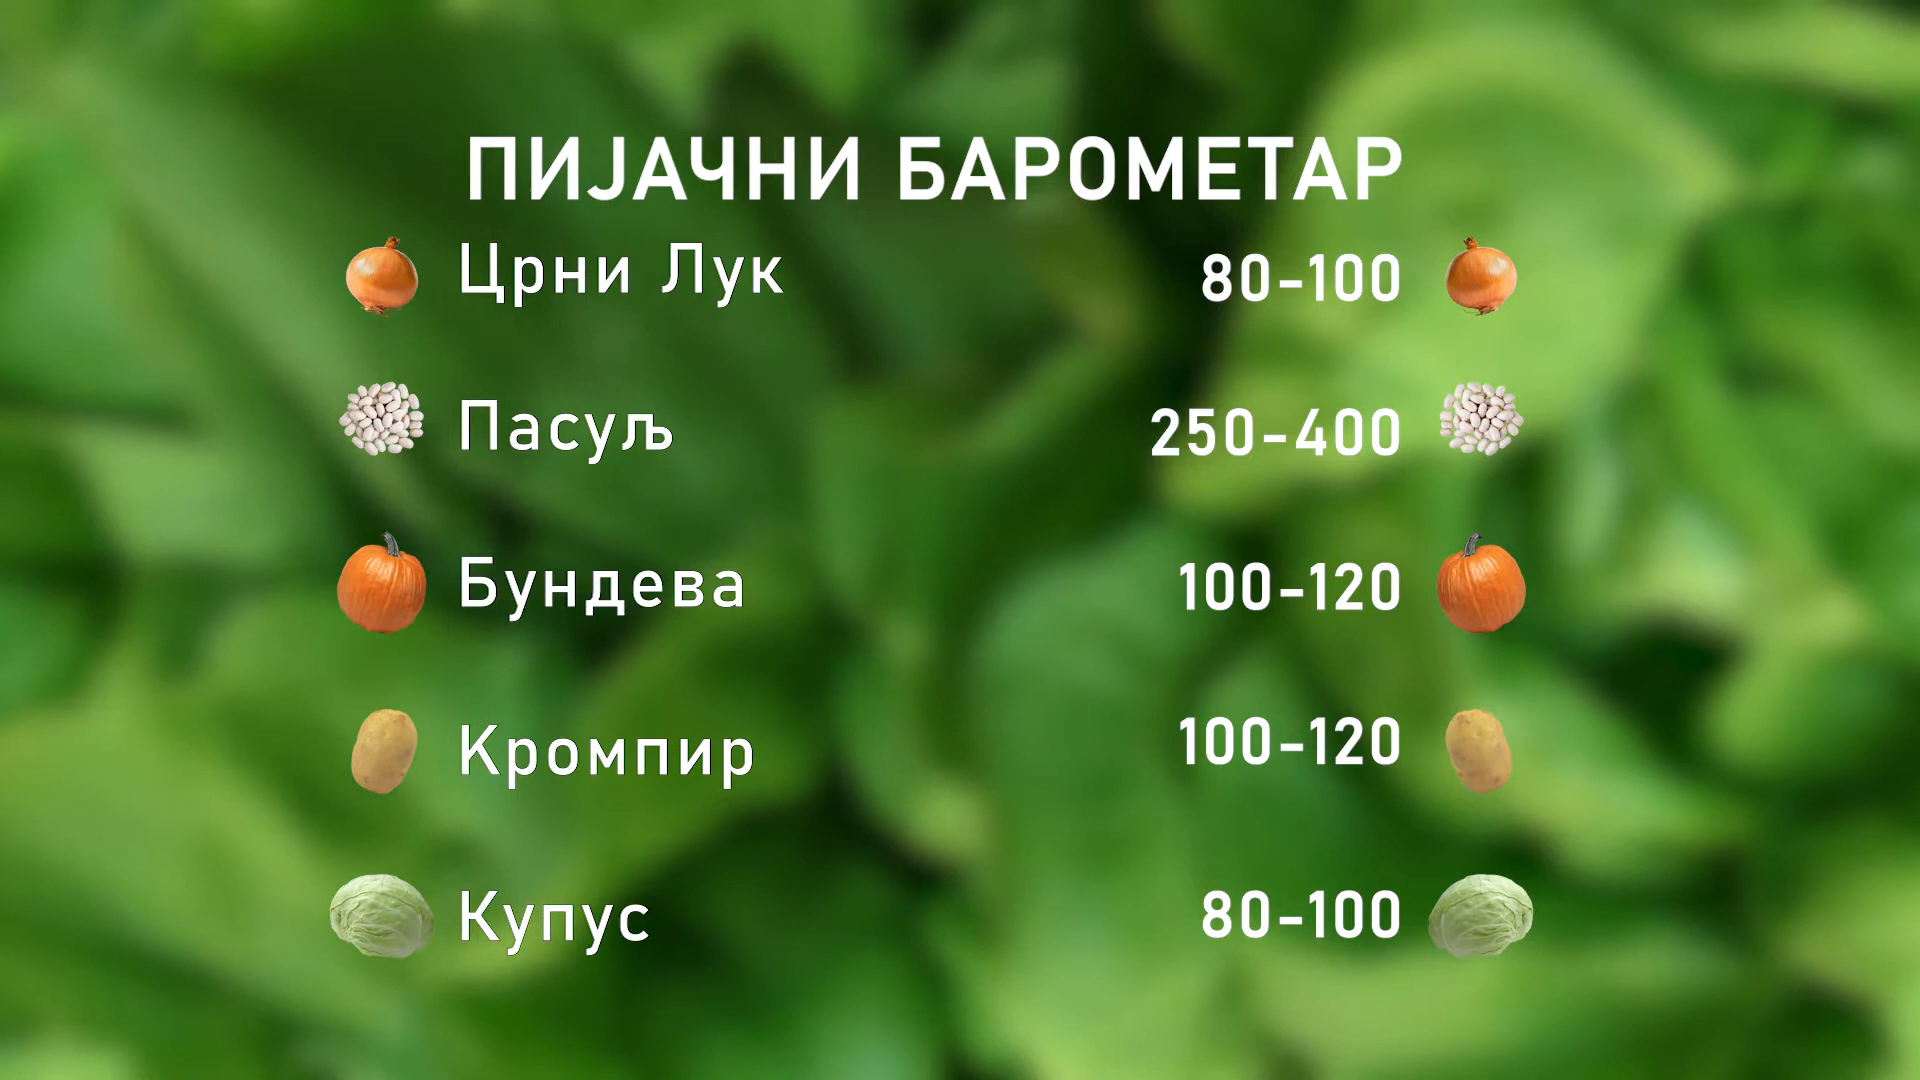 ПИЈАЧНИ БАРОМЕТАР
Црни Лук 80-100
Пасуљ 250-400
Бундева 100-120
Кромпир 100-120
Купус 80-100